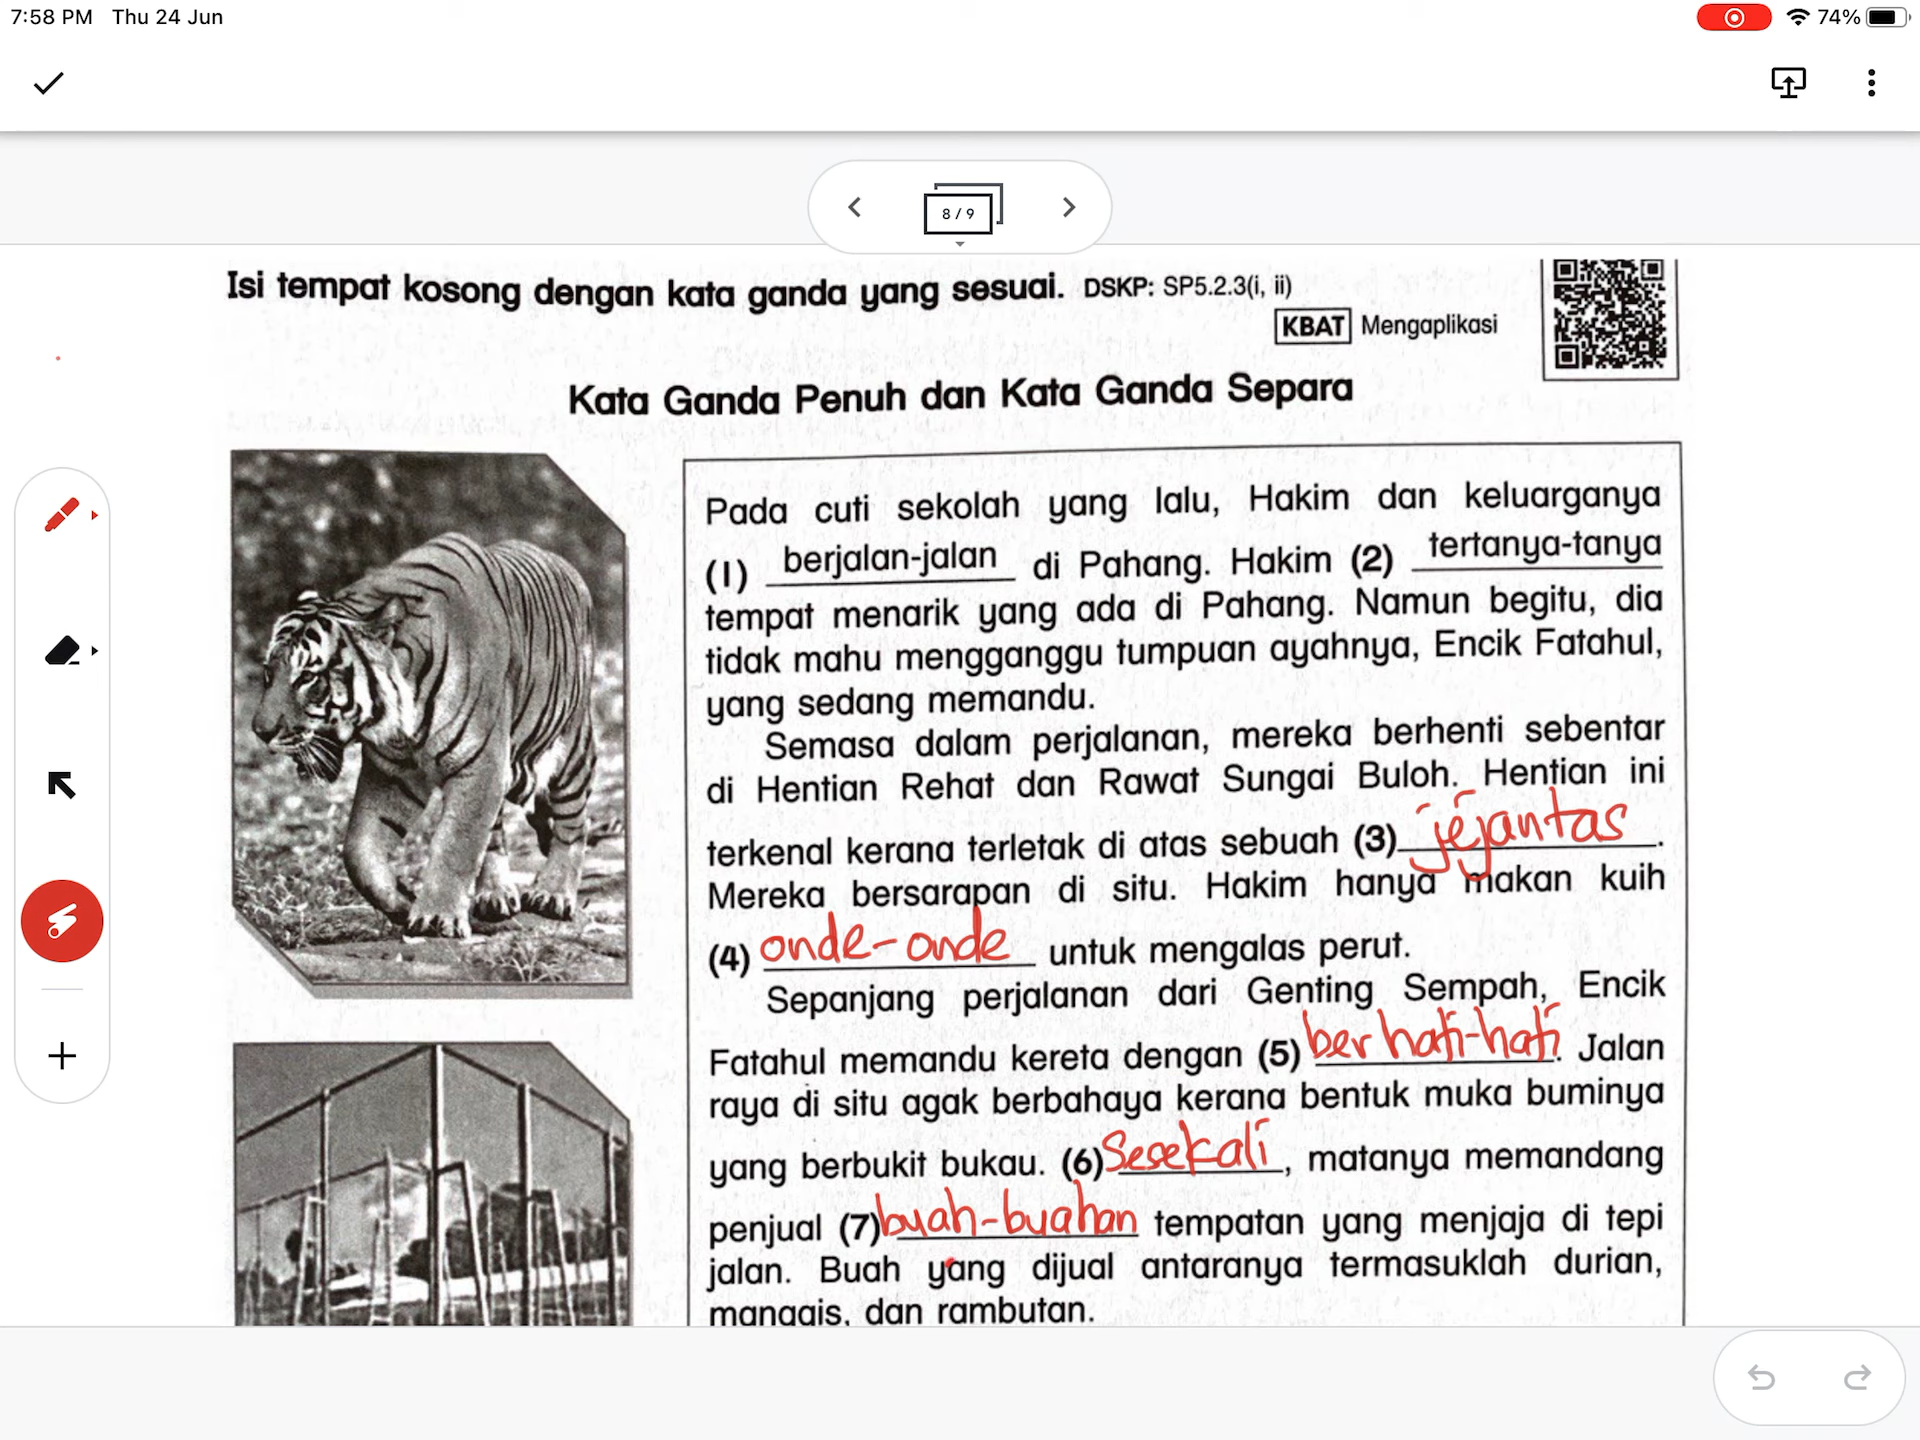 7:58 PM Thu 24 Jun
74%
8 / 9
Isi tempat kosong dengan kata ganda yang sesuai. DSKP: SP5.2.3(i, ii)
KBAT Mengaplikasi
Kata Ganda Penuh dan Kata Ganda Separa
Pada cuti sekolah yang lalu, Hakim dan keluarganya
(1) berjalan-jalan di Pahang. Hakim (2) tertanya-tanya
tempat menarik yang ada di Pahang. Namun begitu, dia
tidak mahu mengganggu tumpuan ayahnya, Encik Fatahul,
yang sedang memandu.
Semasa dalam perjalanan, mereka berhenti sebentar
di Hentian Rehat dan Rawat Sungai Buloh. Hentian ini
terkenal kerana terletak di atas sebuah (3) jejantas.
Mereka bersarapan di situ. Hakim hanya makan kuih
(4) onde-onde untuk mengalas perut.
Sepanjang perjalanan dari Genting Sempah, Encik
Fatahul memandu kereta dengan (5) berhati-hati. Jalan
raya di situ agak berbahaya kerana bentuk muka buminya
yang berbukit bukau. (6) Sesekali, matanya memandang
penjual (7) buah-buahan tempatan yang menjaja di tepi
jalan. Buah yang dijual antaranya termasuklah durian,
manggis, dan rambutan.